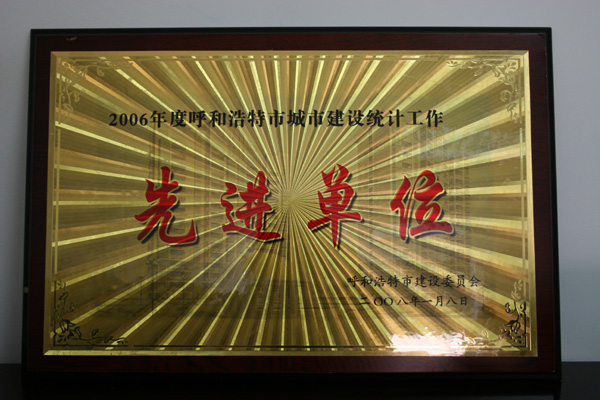 2006年度呼和浩特市城市建设统计工作
先进单位
呼和浩特市建设委员会
二〇〇八年一月八日